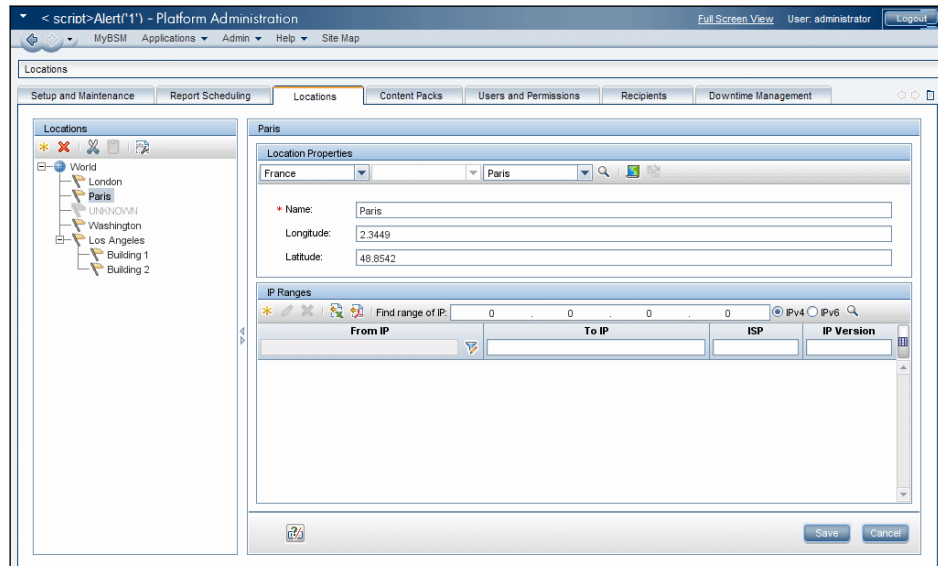 < script>Alert('1') - Platform Administration
Full Screen View User: administrator Logout
MyBSM Applications Admin Help Site Map
Locations
Setup and Maintenance Report Scheduling Locations Content Packs Users and Permissions Recipients Downtime Management
Locations
World
London
Paris
UNKNOWN
Washington
Los Angeles
Building 1
Building 2
Paris
Location Properties
France Paris
* Name: Paris
Longitude: 2.3449
Latitude: 48.8542
IP Ranges
Find range of IP: 0 . 0 . 0 . 0 IPv4 IPv6
From IP To IP ISP IP Version
Save Cancel